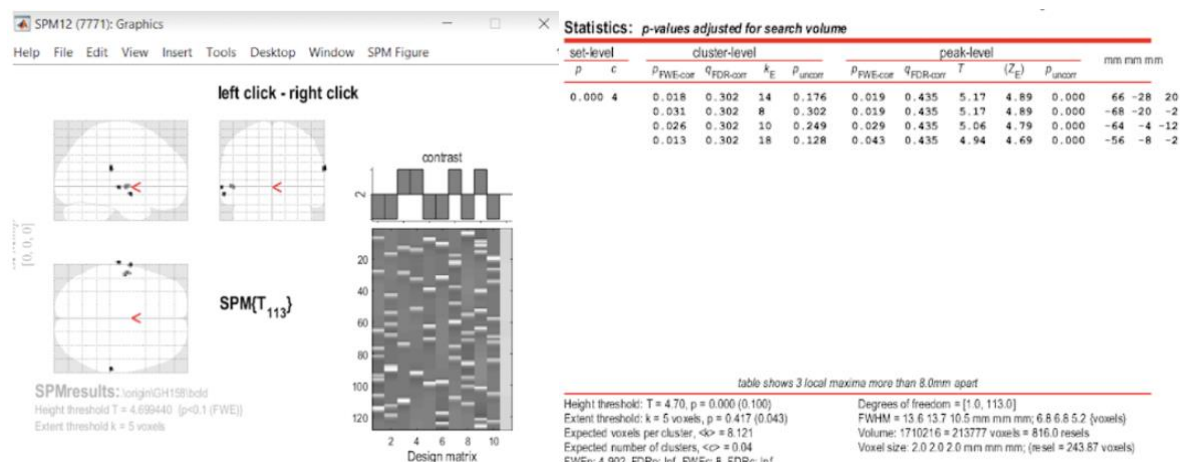 SPM12 (7771): Graphics
Help File Edit View Insert Tools Desktop Window SPM Figure
left click - right click
contrast
2
[0, 0, 0]
<
<
<
SPM{T113}
20
40
60
80
100
120
2 4 6 8 10
Design matrix
SPMresults: .\origin\GH158\bold
Height threshold T = 4.699440 {p<0.1 (FWE)}
Extent threshold k = 5 voxels
Statistics: p-values adjusted for search volume
set-level cluster-level peak-level mm mm mm
p c pFWE-corr qFDR-corr kE puncorr pFWE-corr qFDR-corr T (ZE) puncorr
0.000 4 0.018 0.302 14 0.176 0.019 0.435 5.17 4.89 0.000 66 -28 20
0.031 0.302 8 0.302 0.019 0.435 5.17 4.89 0.000 -68 -20 -2
0.026 0.302 10 0.249 0.029 0.435 5.06 4.79 0.000 -64 -4 -12
0.013 0.302 18 0.128 0.043 0.435 4.94 4.69 0.000 -56 -8 -2
table shows 3 local maxima more than 8.0mm apart
Height threshold: T = 4.70, p = 0.000 (0.100)
Extent threshold: k = 5 voxels, p = 0.417 (0.043)
Expected voxels per cluster, <k> = 8.121
Expected number of clusters, <c> = 0.04
FWEp: 4.902, FDRp: Inf, FWEc: 8, FDRc: Inf
Degrees of freedom = [1.0, 113.0]
FWHM = 13.6 13.7 10.5 mm mm mm; 6.8 6.8 5.2 {voxels}
Volume: 1710216 = 213777 voxels = 816.0 resels
Voxel size: 2.0 2.0 2.0 mm mm mm; (resel = 243.87 voxels)